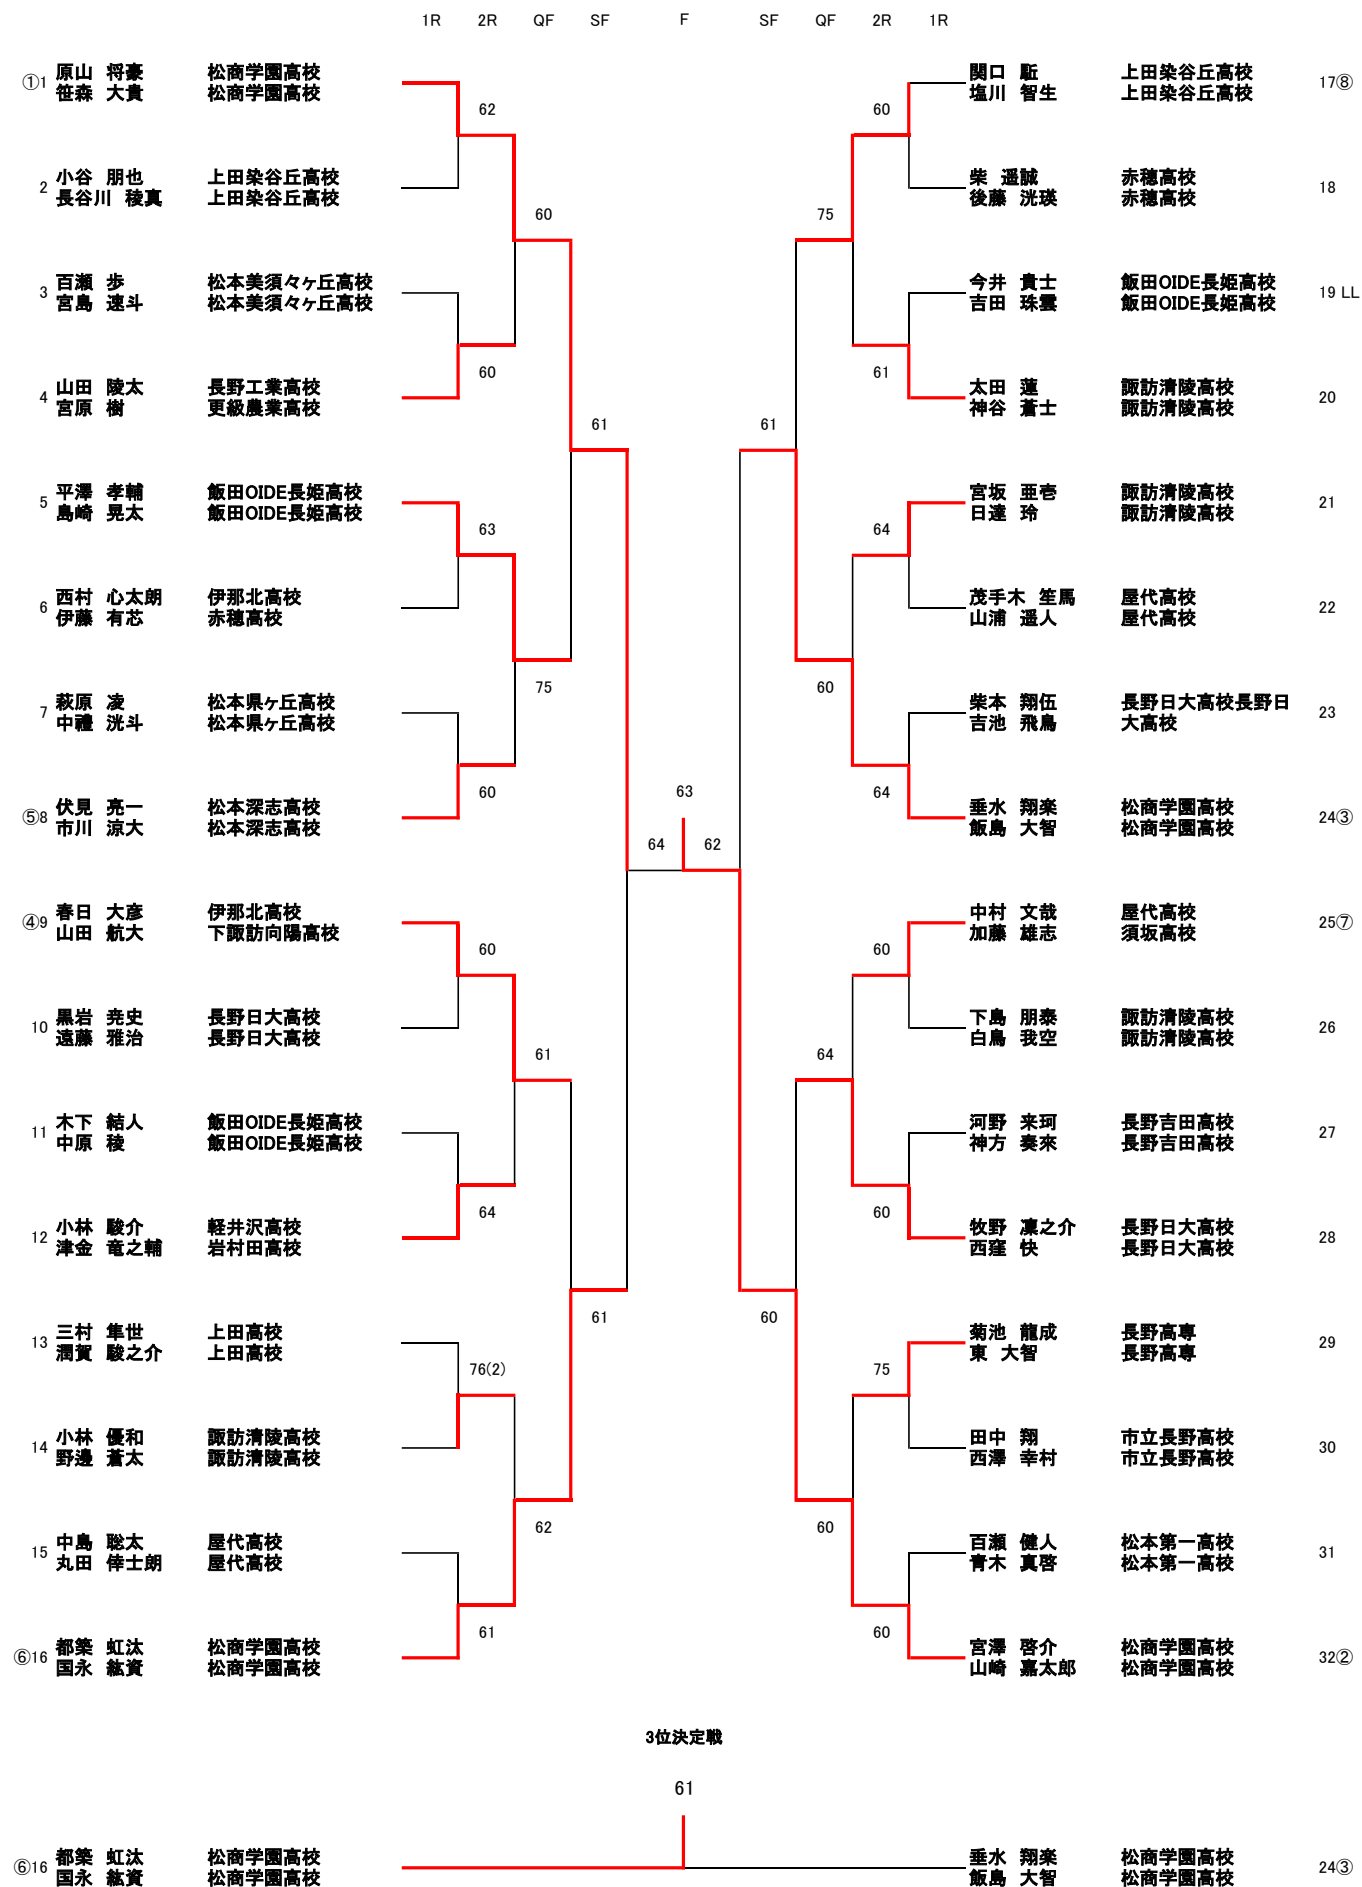 1R 2R QF SF F SF QF 2R 1R
①1 原山 将豪 松商学園高校
笹森 大貴 松商学園高校
関口 駈 上田染谷丘高校 17⑧
塩川 智生 上田染谷丘高校
62 60
2 小谷 朋也 上田染谷丘高校
長谷川 稜真 上田染谷丘高校
柴 遥誠 赤穂高校 18
後藤 洸瑛 赤穂高校
60 75
3 百瀬 歩 松本美須々ヶ丘高校
宮島 速斗 松本美須々ヶ丘高校
今井 貴士 飯田OIDE長姫高校 19 LL
吉田 珠雲 飯田OIDE長姫高校
60 61
4 山田 陵太 長野工業高校
宮原 樹 更級農業高校
太田 蓮 諏訪清陵高校 20
神谷 蒼士 諏訪清陵高校
61 61
5 平澤 孝輔 飯田OIDE長姫高校
島崎 晃太 飯田OIDE長姫高校
宮坂 亜壱 諏訪清陵高校 21
日達 玲 諏訪清陵高校
63 64
6 西村 心太朗 伊那北高校
伊藤 有芯 赤穂高校
茂手木 笙馬 屋代高校 22
山浦 遥人 屋代高校
75 60
7 萩原 凌 松本県ヶ丘高校
中禮 洸斗 松本県ヶ丘高校
柴本 翔伍 長野日大高校長野日
吉池 飛鳥 大高校 23
60 63 64
⑤8 伏見 亮一 松本深志高校
市川 涼大 松本深志高校
垂水 翔楽 松商学園高校 24③
飯島 大智 松商学園高校
64 62
④9 春日 大彦 伊那北高校
山田 航大 下諏訪向陽高校
中村 文哉 屋代高校 25⑦
加藤 雄志 須坂高校
60 60
10 黒岩 尭史 長野日大高校
遠藤 雅治 長野日大高校
下島 朋泰 諏訪清陵高校 26
白鳥 我空 諏訪清陵高校
61 64
11 木下 結人 飯田OIDE長姫高校
中原 稜 飯田OIDE長姫高校
河野 来珂 長野吉田高校 27
神方 奏來 長野吉田高校
64 60
12 小林 駿介 軽井沢高校
津金 竜之輔 岩村田高校
牧野 凜之介 長野日大高校 28
西窪 快 長野日大高校
61 60
13 三村 隼世 上田高校
潤賀 駿之介 上田高校
菊池 龍成 長野高専 29
東 大智 長野高専
76(2) 75
14 小林 優和 諏訪清陵高校
野邊 蒼太 諏訪清陵高校
田中 翔 市立長野高校 30
西澤 幸村 市立長野高校
62 60
15 中島 聡太 屋代高校
丸田 倖士朗 屋代高校
百瀬 健人 松本第一高校 31
青木 真啓 松本第一高校
61 60
⑥16 都築 虹汰 松商学園高校
国永 紘資 松商学園高校
宮澤 啓介 松商学園高校 32②
山崎 嘉太郎 松商学園高校
3位決定戦
61
⑥16 都築 虹汰 松商学園高校
国永 紘資 松商学園高校
垂水 翔楽 松商学園高校 24③
飯島 大智 松商学園高校